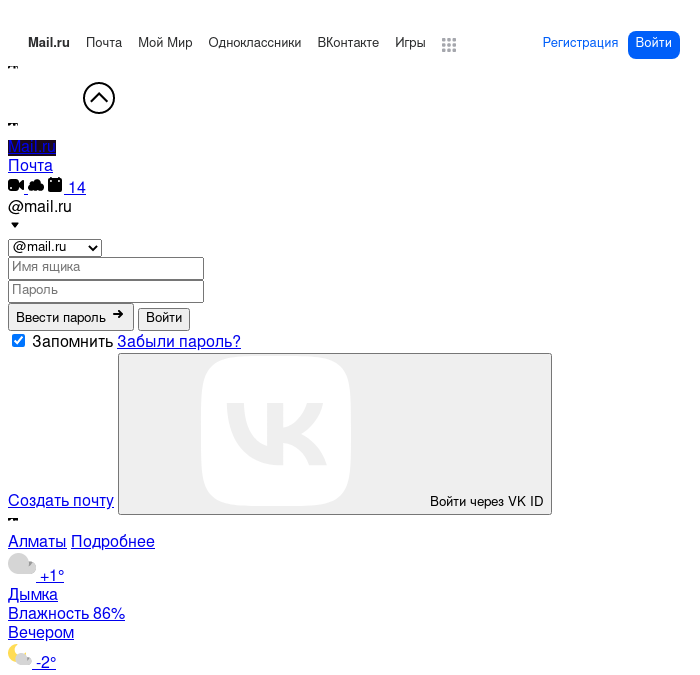 Mail.ru Почта Мой Мир Одноклассники ВКонтакте Игры Регистрация Войти
Mail.ru
Почта
14
@mail.ru
@mail.ru
Имя ящика
Пароль
Ввести пароль Войти
Запомнить Забыли пароль?
Создать почту Войти через VK ID
Алматы Подробнее
+1°
Дымка
Влажность 86%
Вечером
-2°